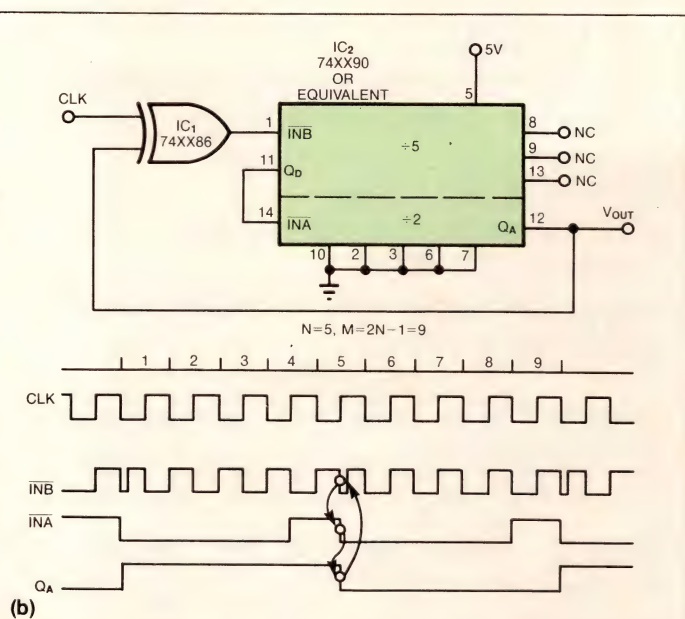 IC2
74XX90
OR
EQUIVALENT
5V
5
CLK
IC1
74XX86
1
INB
÷5
8
NC
9
NC
11
QD
13
NC
14
INA
÷2
QA
12
VOUT
10
2
3
6
7
N=5, M=2N−1=9
1 2 3 4 5 6 7 8 9
CLK
INB
INA
QA
(b)